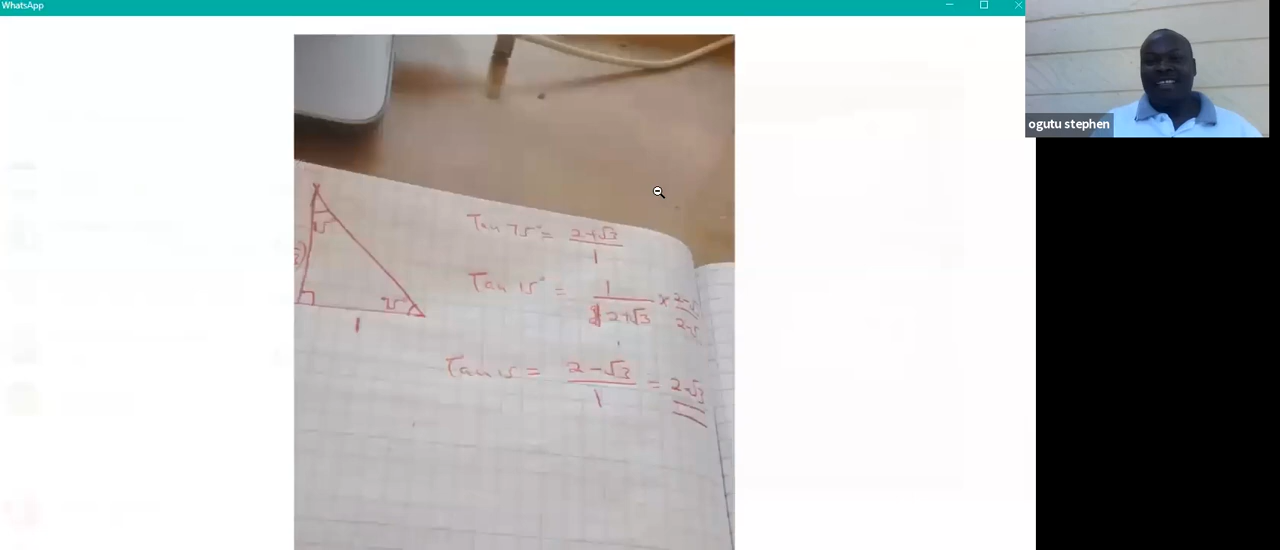 WhatsApp
ogutu stephen
15
75°
1
Tan 75° = 2+√3 / 1
Tan 15° = 1 / 2+√3 × 2-√3 / 2-√3
Tan 15 = 2-√3 / 1 = 2-√3